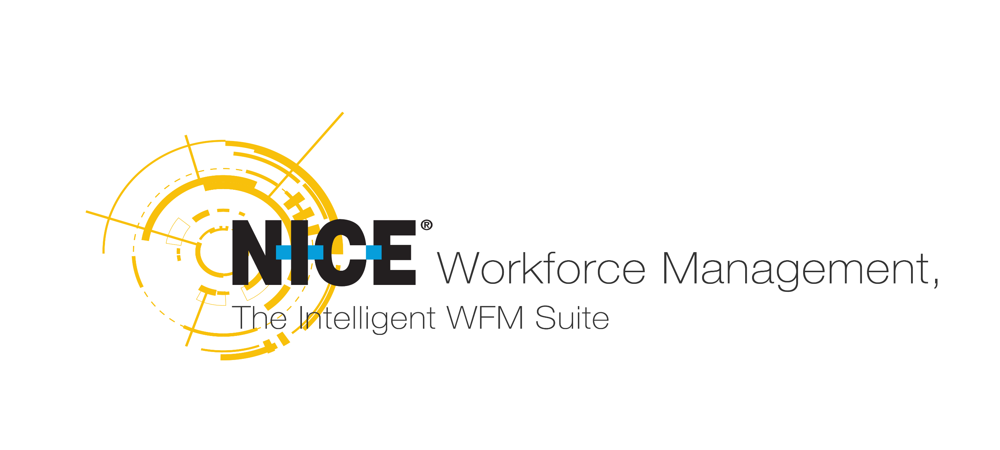 NICE® Workforce Management,
The Intelligent WFM Suite